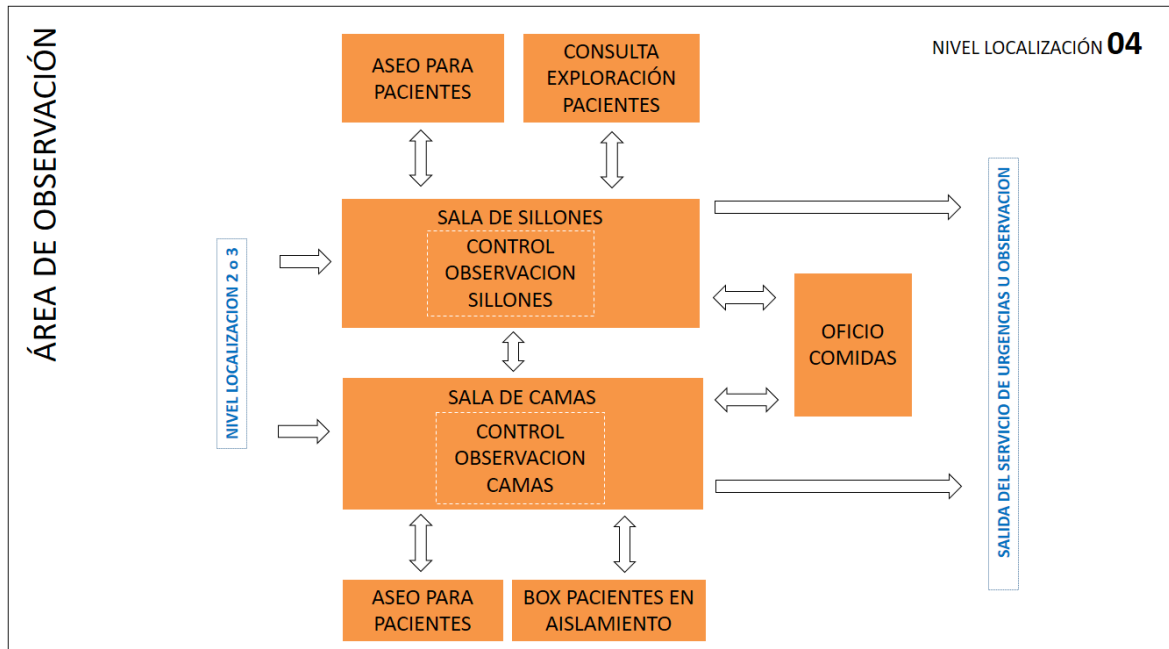 ÁREA DE OBSERVACIÓN
NIVEL LOCALIZACIÓN 04
ASEO PARA
PACIENTES
CONSULTA
EXPLORACIÓN
PACIENTES
SALA DE SILLONES
CONTROL
OBSERVACION
SILLONES
NIVEL LOCALIZACION 2 o 3
OFICIO
COMIDAS
SALIDA DEL SERVICIO DE URGENCIAS U OBSERVACION
SALA DE CAMAS
CONTROL
OBSERVACION
CAMAS
ASEO PARA
PACIENTES
BOX PACIENTES EN
AISLAMIENTO